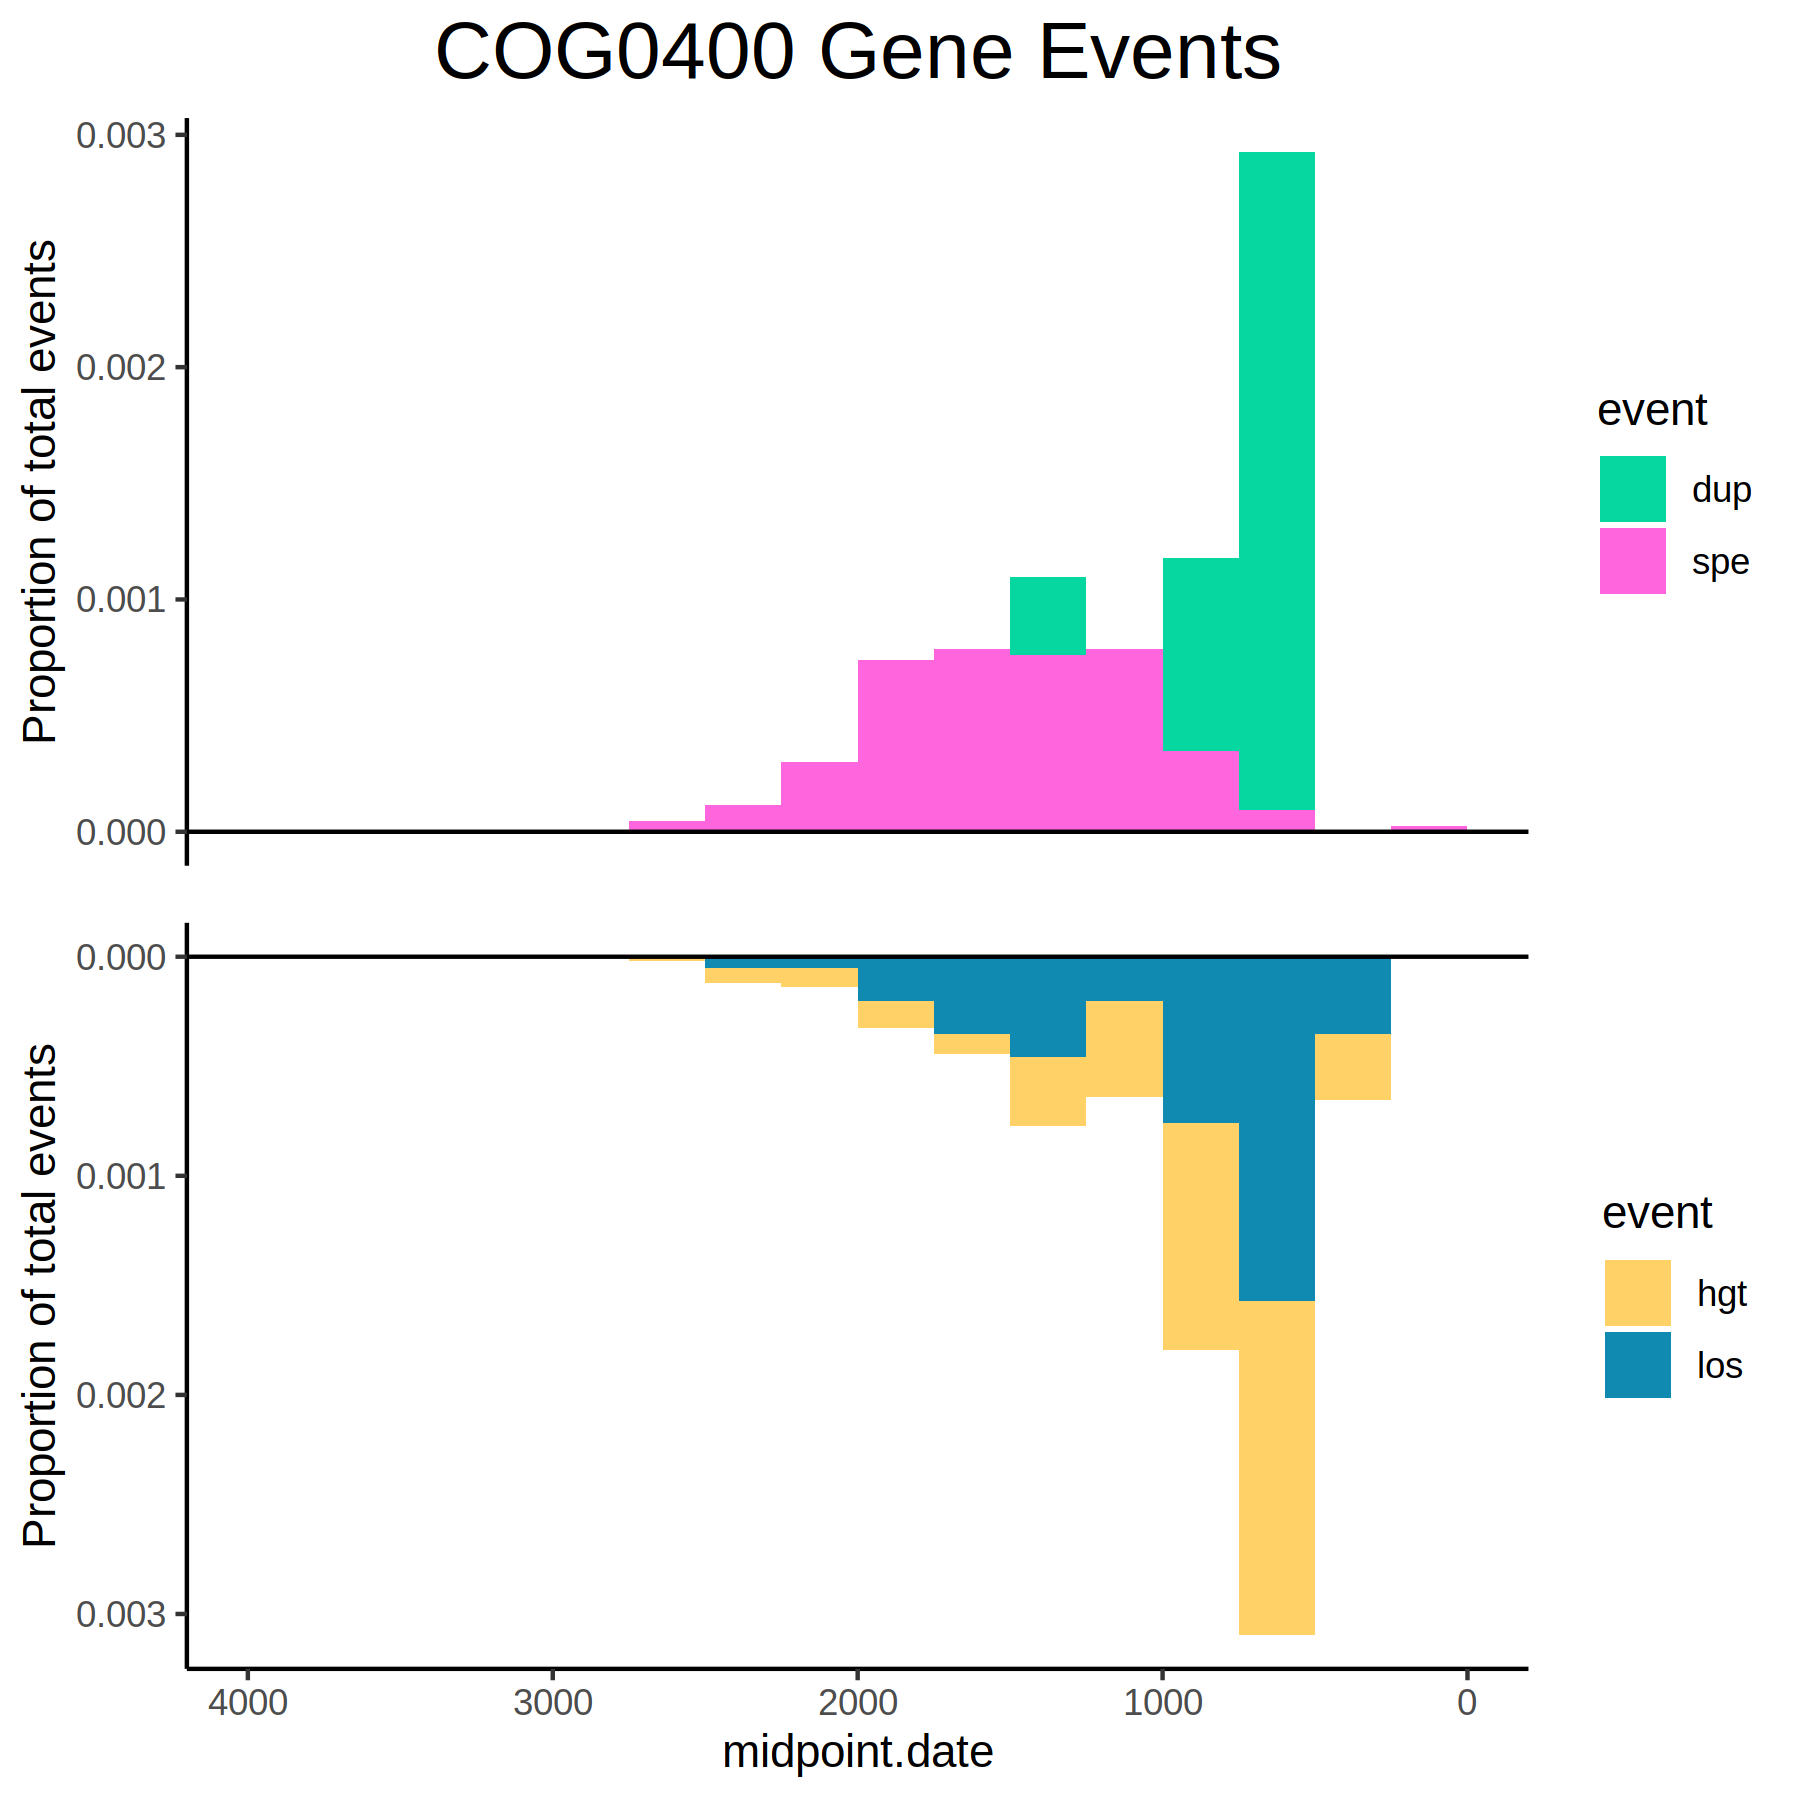 COG0400 Gene Events
Proportion of total events
0.003
0.002
0.001
0.000
event
dup
spe
Proportion of total events
0.000
0.001
0.002
0.003
event
hgt
los
4000 3000 2000 1000 0
midpoint.date